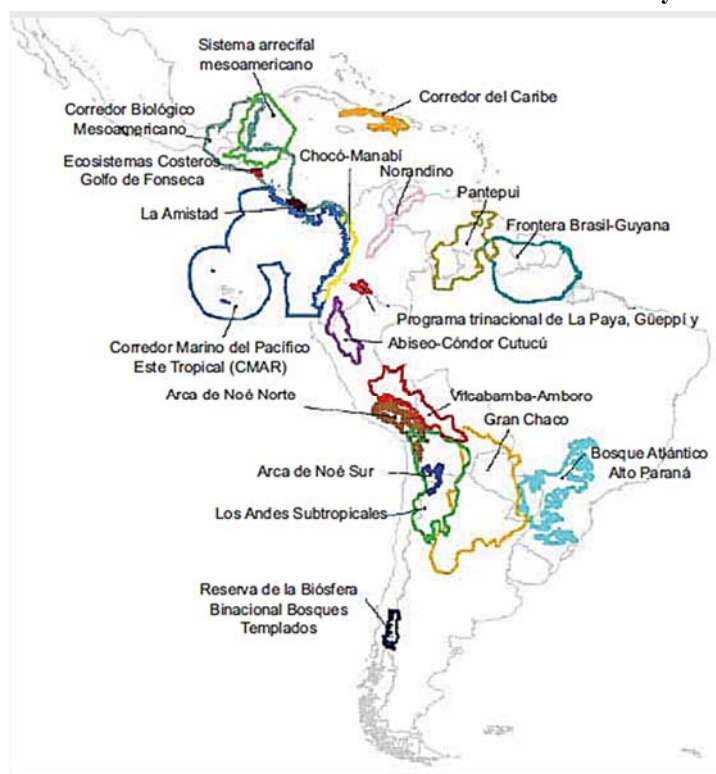 Sistema arrecifal
mesoamericano
Corredor del Caribe
Corredor Biológico
Mesoamericano
Chocó-Manabí
Ecosistemas Costeros
Golfo de Fonseca
Norandino
Pantepui
La Amistad
Frontera Brasil-Guyana
Programa trinacional de La Paya, Güeppí y
Corredor Marino del Pacífico
Este Tropical (CMAR)
Abiseo-Cóndor Cutucú
Arca de Noé Norte
Vilcabamba-Amboro
Gran Chaco
Arca de Noé Sur
Bosque Atlántico
Alto Paraná
Los Andes Subtropicales
Reserva de la Biósfera
Binacional Bosques
Templados